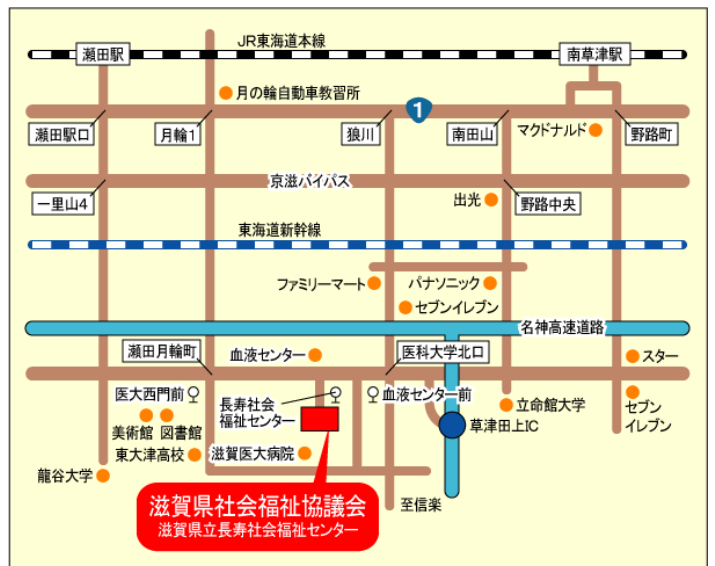 JR東海道本線
瀬田駅
南草津駅
月の輪自動車教習所
1
瀬田駅口
月輪1
狼川
南田山
マクドナルド
野路町
京滋バイパス
一里山4
出光
野路中央
東海道新幹線
ファミリーマート
パナソニック
セブンイレブン
名神高速道路
瀬田月輪町
血液センター
医科大学北口
スター
医大西門前
長寿社会
福祉センター
血液センター前
立命館大学
セブン
イレブン
美術館
図書館
草津田上IC
東大津高校
滋賀医大病院
龍谷大学
滋賀県社会福祉協議会
滋賀県立長寿社会福祉センター
至信楽